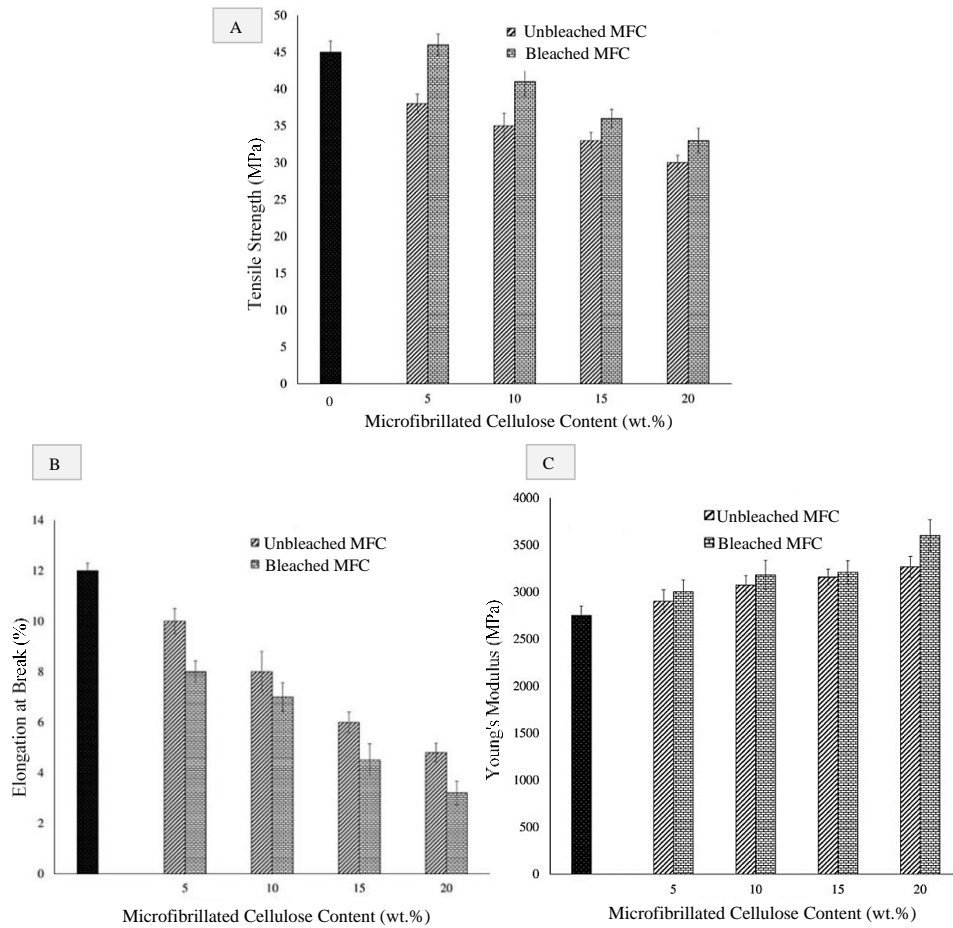 A
Tensile Strength (MPa)
50
45
40
35
30
25
20
15
10
5
0
Unbleached MFC
Bleached MFC
0 5 10 15 20
Microfibrillated Cellulose Content (wt.%)
B
Elongation at Break (%)
14
12
10
8
6
4
2
0
Unbleached MFC
Bleached MFC
5 10 15 20
Microfibrillated Cellulose Content (wt.%)
C
Young's Modulus (MPa)
4000
3500
3000
2500
2000
1500
1000
500
0
Unbleached MFC
Bleached MFC
5 10 15 20
Microfibrillated Cellulose Content (wt.%)